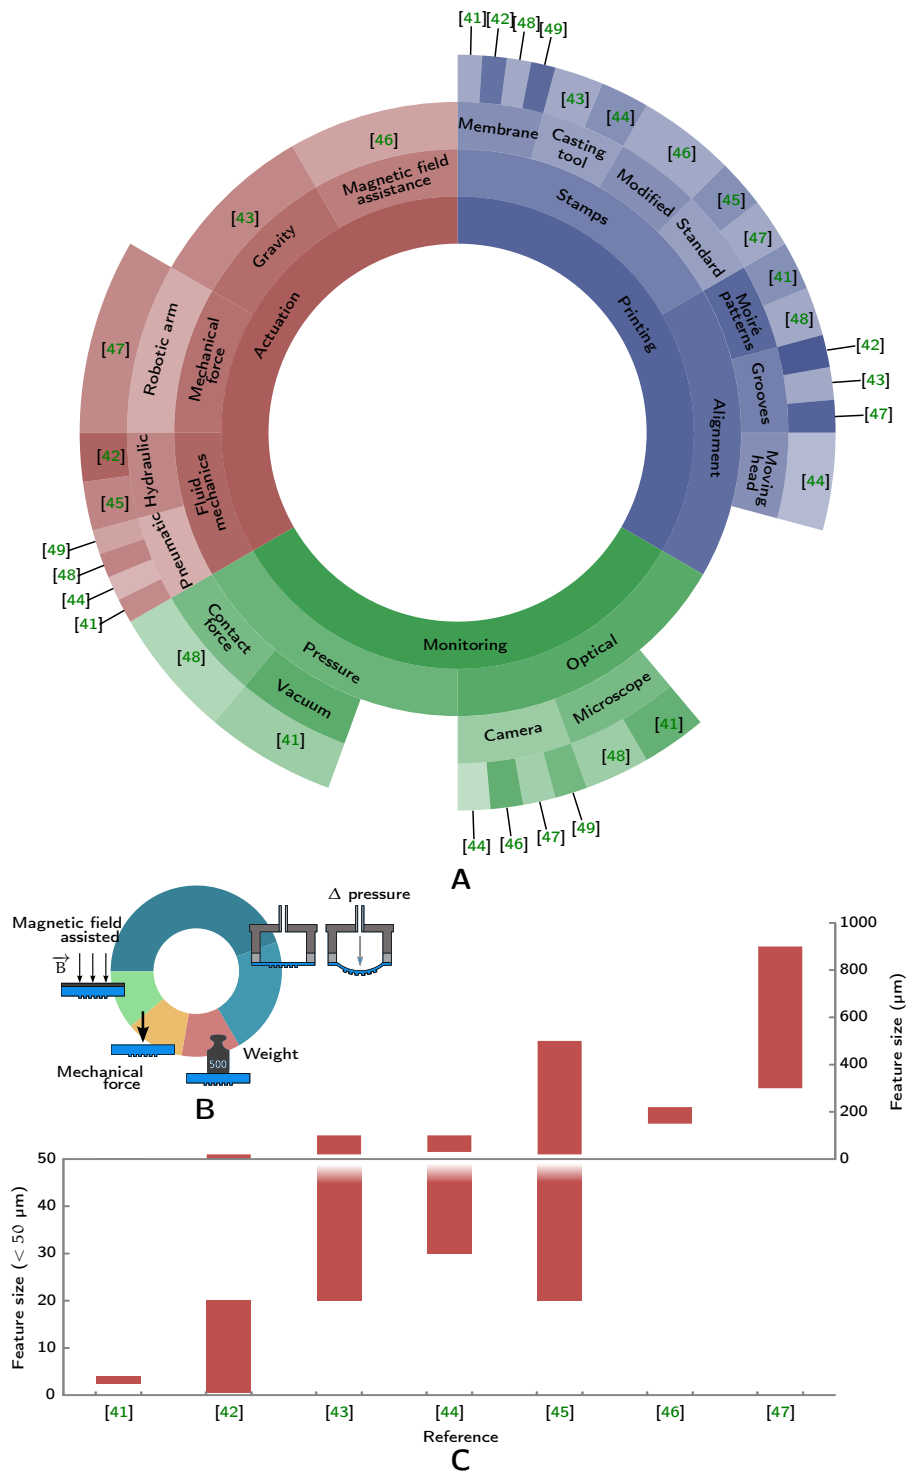 [41]
[42]
[48]
[49]
[43]
[44]
[46]
[45]
[47]
[41]
[48]
[42]
[43]
[47]
[44]
Membrane
Casting
tool
Modified
Standard
Moiré
patterns
Grooves
Moving
head
Stamps
Alignment
Printing
[46]
Magnetic field
assistance
[43]
Gravity
Actuation
[47]
Robotic arm
Mechanical
force
[42]
[45]
Hydraulic
Fluid
mechanics
Pneumatic
[49]
[48]
[44]
[41]
Monitoring
Pressure
Optical
Contact
force
[48]
Vacuum
[41]
Camera
Microscope
[41]
[48]
[44]
[46]
[47]
[49]
A
Magnetic field
assisted
B
Δ pressure
500
Weight
Mechanical
force
B
1000
800
600
400
200
0
Feature size (μm)
50
40
30
20
10
0
Feature size (< 50 μm)
[41]
[42]
[43]
[44]
[45]
[46]
[47]
Reference
C